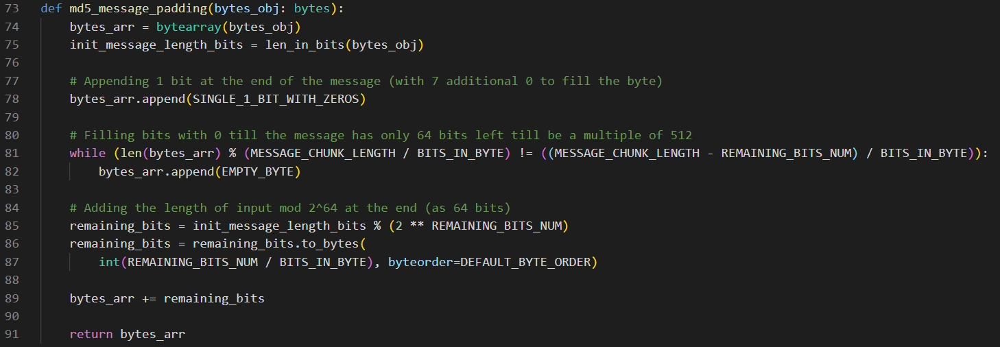 73 def md5_message_padding(bytes_obj: bytes):
74     bytes_arr = bytearray(bytes_obj)
75     init_message_length_bits = len_in_bits(bytes_obj)
76
77     # Appending 1 bit at the end of the message (with 7 additional 0 to fill the byte)
78     bytes_arr.append(SINGLE_1_BIT_WITH_ZEROS)
79
80     # Filling bits with 0 till the message has only 64 bits left till be a multiple of 512
81     while (len(bytes_arr) % (MESSAGE_CHUNK_LENGTH / BITS_IN_BYTE) != ((MESSAGE_CHUNK_LENGTH - REMAINING_BITS_NUM) / BITS_IN_BYTE)):
82         bytes_arr.append(EMPTY_BYTE)
83
84     # Adding the length of input mod 2^64 at the end (as 64 bits)
85     remaining_bits = init_message_length_bits % (2 ** REMAINING_BITS_NUM)
86     remaining_bits = remaining_bits.to_bytes(
87         int(REMAINING_BITS_NUM / BITS_IN_BYTE), byteorder=DEFAULT_BYTE_ORDER)
88
89     bytes_arr += remaining_bits
90
91     return bytes_arr